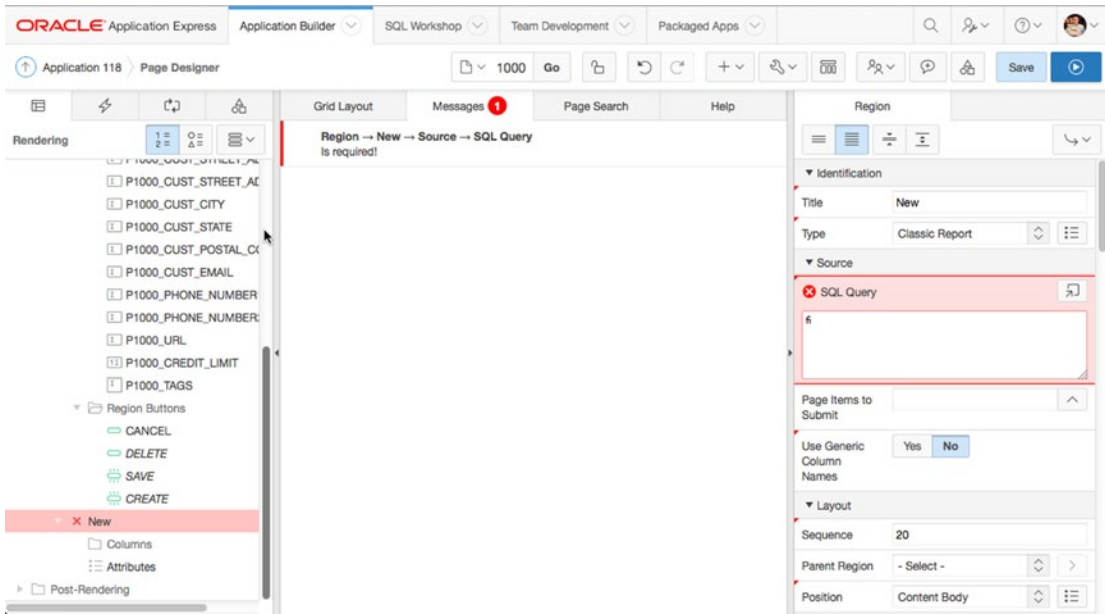 ORACLE Application Express
Application Builder
SQL Workshop
Team Development
Packaged Apps
Application 118
Page Designer
1000
Go
Save
Rendering
P1000_CUST_STREET_AD
P1000_CUST_CITY
P1000_CUST_STATE
P1000_CUST_POSTAL_CO
P1000_CUST_EMAIL
P1000_PHONE_NUMBER
P1000_PHONE_NUMBER
P1000_URL
P1000_CREDIT_LIMIT
P1000_TAGS
Region Buttons
CANCEL
DELETE
SAVE
CREATE
New
Columns
Attributes
Post-Rendering
Grid Layout
Messages 1
Page Search
Help
Region → New → Source → SQL Query
Is required!
Region
Identification
Title New
Type Classic Report
Source
SQL Query
Page Items to
Submit
Use Generic Yes No
Column
Names
Layout
Sequence 20
Parent Region - Select -
Position Content Body